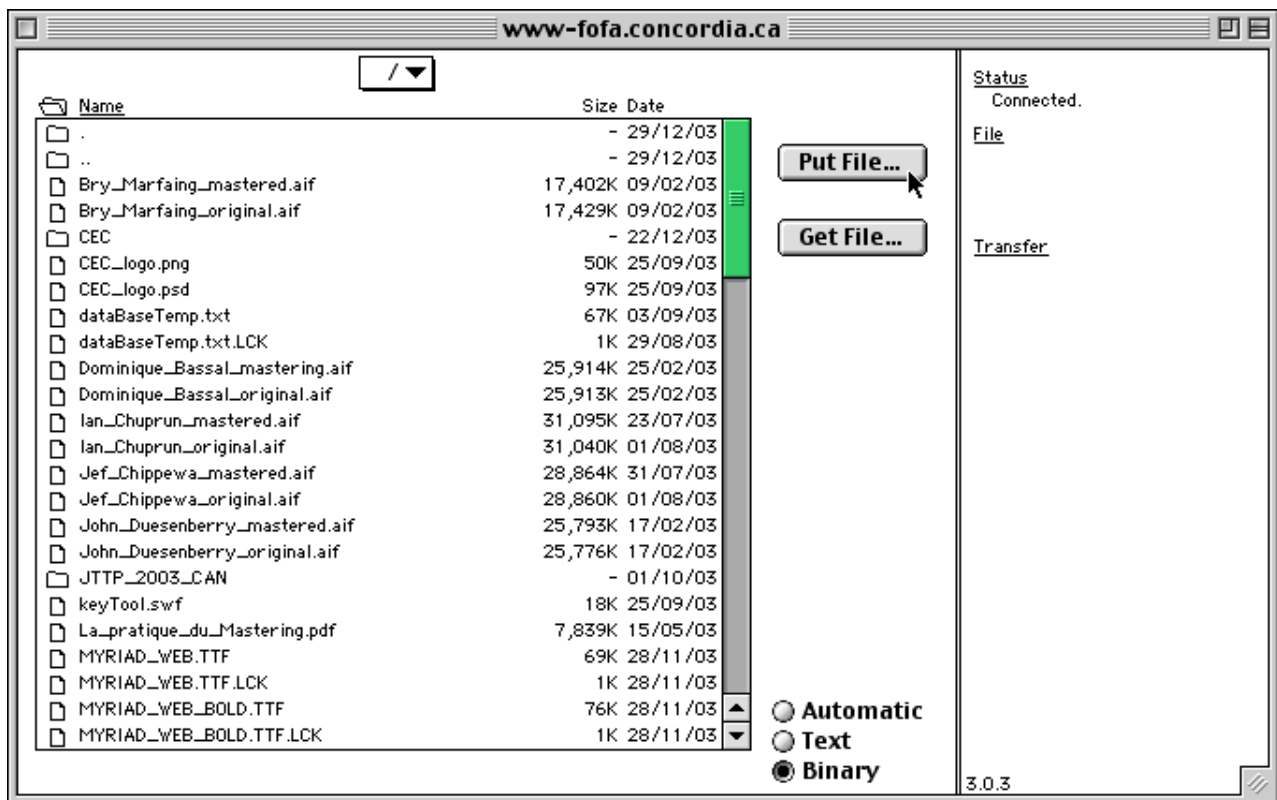 www-fofa.concordia.ca
/
Name Size Date
. - 29/12/03
.. - 29/12/03
Bry_Marfaing_mastered.aif 17,402K 09/02/03
Bry_Marfaing_original.aif 17,429K 09/02/03
CEC - 22/12/03
CEC_logo.png 50K 25/09/03
CEC_logo.psd 97K 25/09/03
dataBaseTemp.txt 67K 03/09/03
dataBaseTemp.txt.LCK 1K 29/08/03
Dominique_Bassal_mastering.aif 25,914K 25/02/03
Dominique_Bassal_original.aif 25,913K 25/02/03
Ian_Chuprun_mastered.aif 31,095K 23/07/03
Ian_Chuprun_original.aif 31,040K 01/08/03
Jef_Chippewa_mastered.aif 28,864K 31/07/03
Jef_Chippewa_original.aif 28,860K 01/08/03
John_Duesenberry_mastered.aif 25,793K 17/02/03
John_Duesenberry_original.aif 25,776K 17/02/03
JTTP_2003_CAN - 01/10/03
keyTool.swf 18K 25/09/03
La_pratique_du_Mastering.pdf 7,839K 15/05/03
MYRIAD_WEB.TTF 69K 28/11/03
MYRIAD_WEB.TTF.LCK 1K 28/11/03
MYRIAD_WEB_BOLD.TTF 76K 28/11/03
MYRIAD_WEB_BOLD.TTF.LCK 1K 28/11/03
Put File...
Get File...
Automatic
Text
Binary
Status
Connected.
File
Transfer
3.0.3